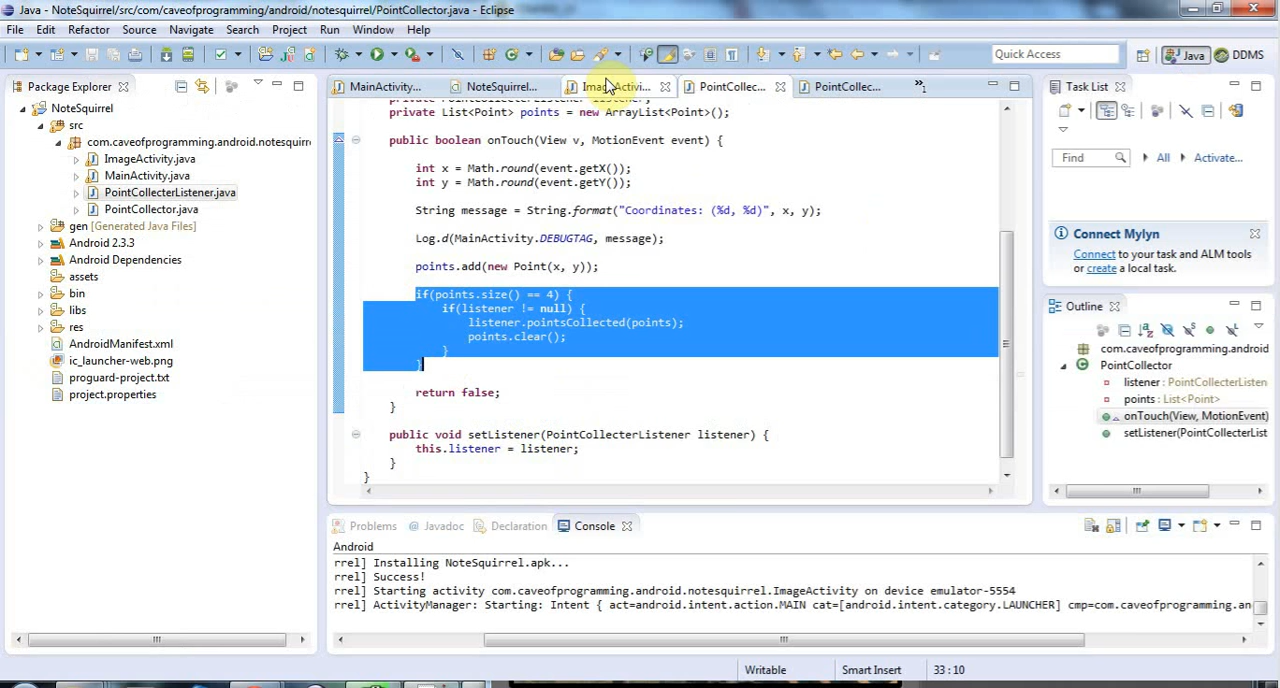 Java - NoteSquirrel/src/com/caveofprogramming/android/notesquirrel/PointCollector.java - Eclipse
File Edit Refactor Source Navigate Search Project Run Window Help
Quick Access
Java
DDMS
Package Explorer
MainActivity...
NoteSquirrel...
PointCollec...
PointCollec...
»1
Task List
NoteSquirrel
src
com.caveofprogramming.android.notesquirre
ImageActivity.java
MainActivity.java
PointCollecterListener.java
PointCollector.java
gen [Generated Java Files]
Android 2.3.3
Android Dependencies
assets
bin
libs
res
AndroidManifest.xml
ic_launcher-web.png
proguard-project.txt
project.properties
private List<Point> points = new ArrayList<Point>();
public boolean onTouch(View v, MotionEvent event) {
int x = Math.round(event.getX());
int y = Math.round(event.getY());
String message = String.format("Coordinates: (%d, %d)", x, y);
Log.d(MainActivity.DEBUGTAG, message);
points.add(new Point(x, y));
if(points.size() == 4) {
if(listener != null) {
listener.pointsCollected(points);
points.clear();
}
}
return false;
}
public void setListener(PointCollecterListener listener) {
this.listener = listener;
}
}
Find
All
Activate...
Connect Mylyn
Connect to your task and ALM tools
or create a local task.
Outline
com.caveofprogramming.android
PointCollector
listener : PointCollecterListen
points : List<Point>
onTouch(View, MotionEvent)
setListener(PointCollecterList
Problems @ Javadoc Declaration Console
Android
rrel] Installing NoteSquirrel.apk...
rrel] Success!
rrel] Starting activity com.caveofprogramming.android.notesquirrel.ImageActivity on device emulator-5554
rrel] ActivityManager: Starting: Intent { act=android.intent.action.MAIN cat=[android.intent.category.LAUNCHER] cmp=com.caveofprogramming.an
Writable
Smart Insert
33 : 10